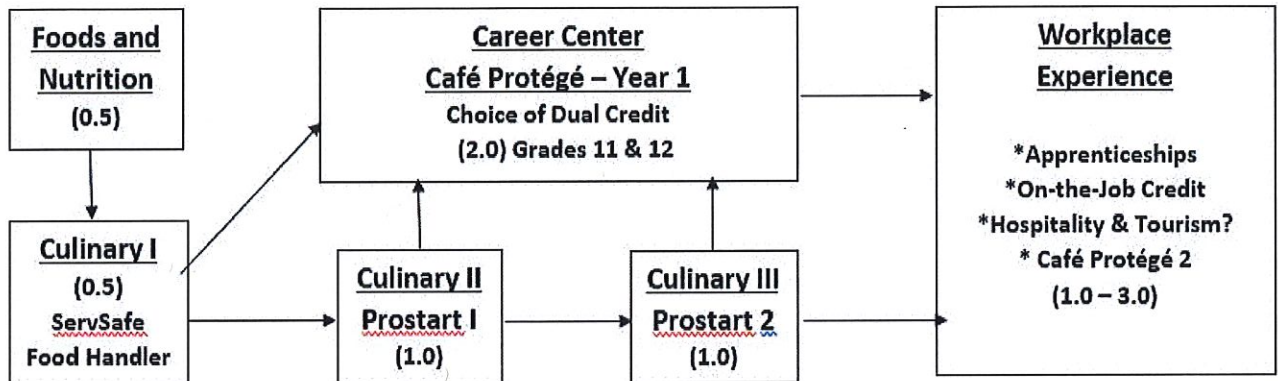 Foods and
Nutrition
(0.5)
Career Center
Café Protégé – Year 1
Choice of Dual Credit
(2.0) Grades 11 & 12
Workplace
Experience
*Apprenticeships
*On-the-Job Credit
*Hospitality & Tourism?
* Café Protégé 2
(1.0 – 3.0)
Culinary I
(0.5)
ServSafe
Food Handler
Culinary II
Prostart I
(1.0)
Culinary III
Prostart 2
(1.0)